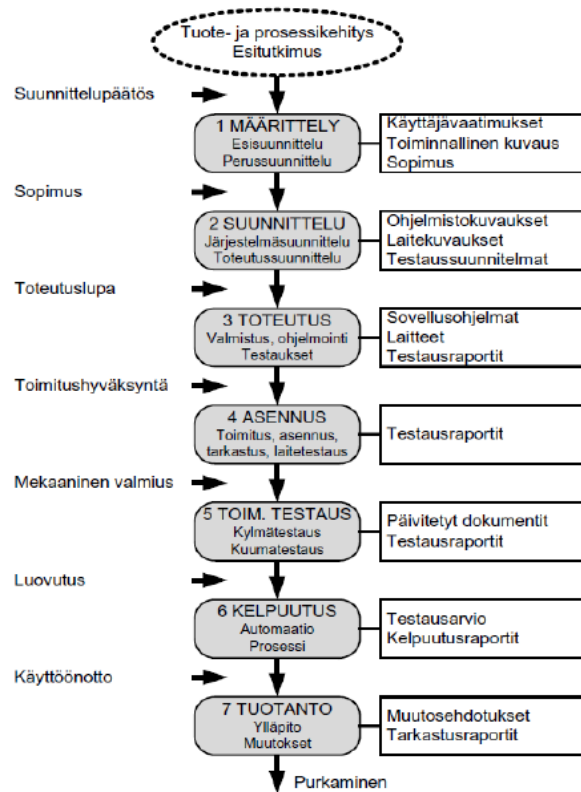 Tuote- ja prosessikehitys
Esitutkimus
Suunnittelupäätös
1 MÄÄRITTELY
Esisuunnittelu
Perussuunnittelu
Käyttäjävaatimukset
Toiminnallinen kuvaus
Sopimus
Sopimus
2 SUUNNITTELU
Järjestelmäsuunnittelu
Toteutussuunnittelu
Ohjelmistokuvaukset
Laitekuvaukset
Testaussuunnitelmat
Toteutuslupa
3 TOTEUTUS
Valmistus, ohjelmointi
Testaukset
Sovellusohjelmat
Laitteet
Testausraportit
Toimitushyväksyntä
4 ASENNUS
Toimitus, asennus,
tarkastus, laitetestaus
Testausraportit
Mekaaninen valmius
5 TOIM. TESTAUS
Kylmätestaus
Kuumatestaus
Päivitetyt dokumentit
Testausraportit
Luovutus
6 KELPUUTUS
Automaatio
Prosessi
Testausarvio
Kelpuutusraportit
Käyttöönotto
7 TUOTANTO
Ylläpito
Muutokset
Muutosehdotukset
Tarkastusraportit
Purkaminen